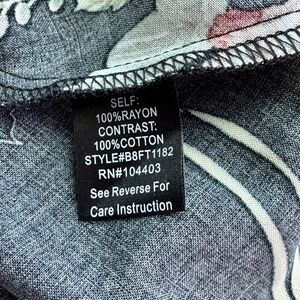 SELF:
100%RAYON
CONTRAST:
100%COTTON
STYLE#B8FT1182
RN#104403
See Reverse For
Care Instruction